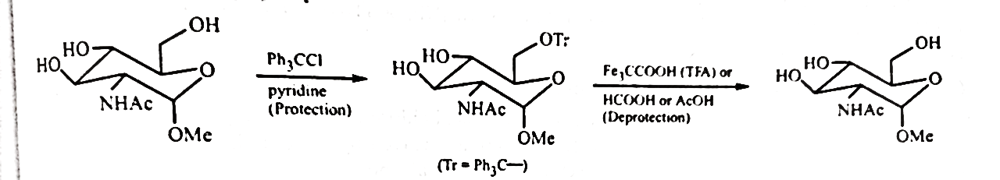 OH
HO
HO
O
NHAc
OMe
Ph₃CCl
pyridine
(Protection)
OTr
HO
HO
O
NHAc
OMe
(Tr = Ph₃C—)
Fe₃CCOOH (TFA) or
HCOOH or AcOH
(Deprotection)
OH
HO
HO
O
NHAc
OMe